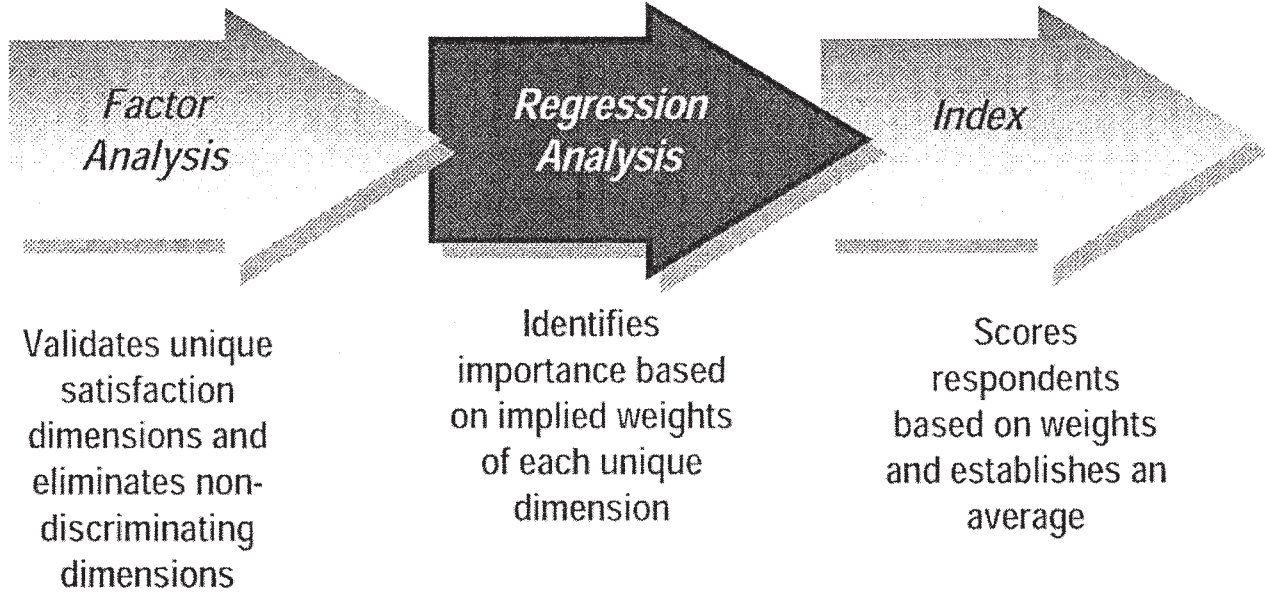 Factor
Analysis
Regression
Analysis
Index
Validates unique
satisfaction
dimensions and
eliminates non-
discriminating
dimensions
Identifies
importance based
on implied weights
of each unique
dimension
Scores
respondents
based on weights
and establishes an
average